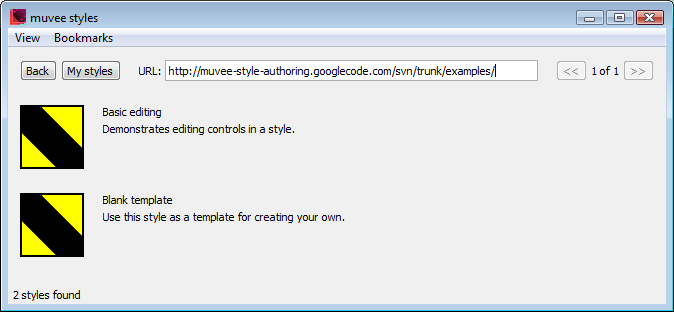 muvee styles
View Bookmarks
Back My styles URL: http://muvee-style-authoring.googlecode.com/svn/trunk/examples/ << 1 of 1 >>
Basic editing
Demonstrates editing controls in a style.
Blank template
Use this style as a template for creating your own.
2 styles found